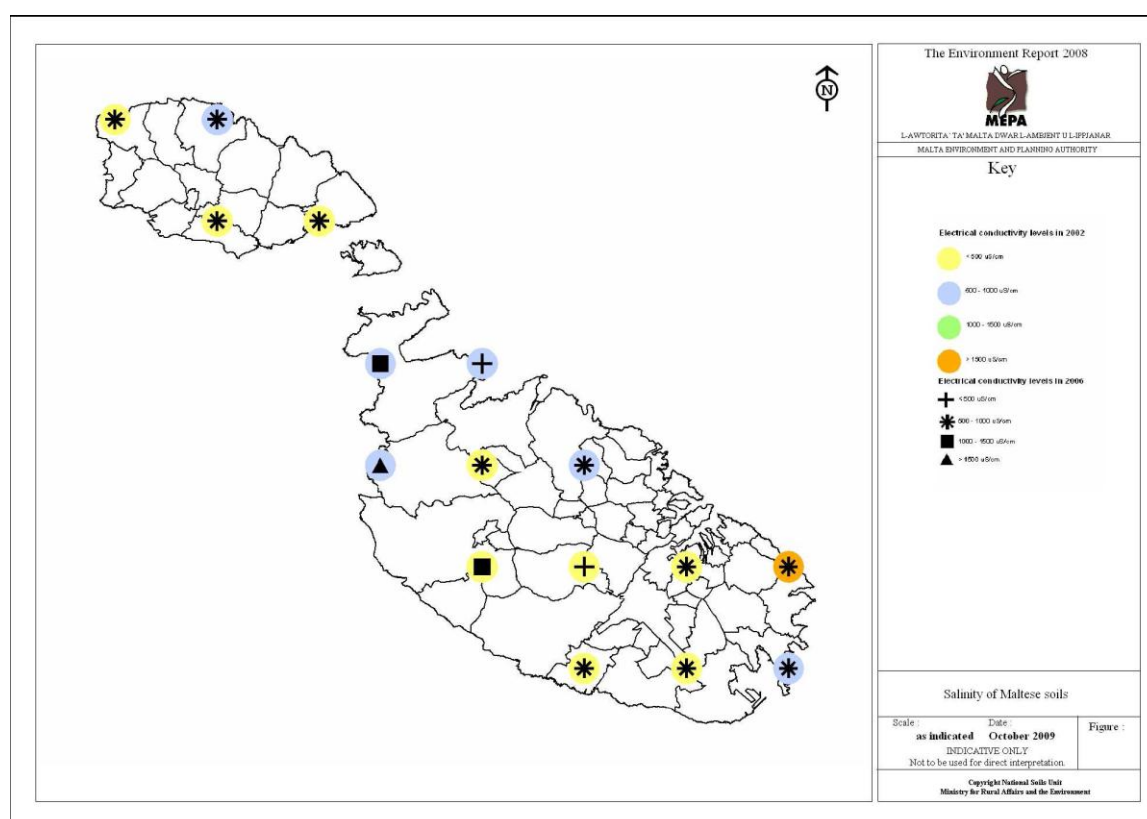 N
The Environment Report 2008
MEPA
L-AWTORITA` TA' MALTA DWAR L-AMBJENT U L-IPPJANAR
MALTA ENVIRONMENT AND PLANNING AUTHORITY
Key
Electrical conductivity levels in 2002
< 500 uS/cm
500 - 1000 uS/cm
1000 - 1500 uS/cm
> 1500 uS/cm
Electrical conductivity levels in 2006
< 500 uS/cm
500 - 1000 uS/cm
1000 - 1500 uS/cm
> 1500 uS/cm
Salinity of Maltese soils
Scale :
as indicated
Date :
October 2009
Figure :
INDICATIVE ONLY
Not to be used for direct interpretation.
Copyright National Soils Unit
Ministry for Rural Affairs and the Environment